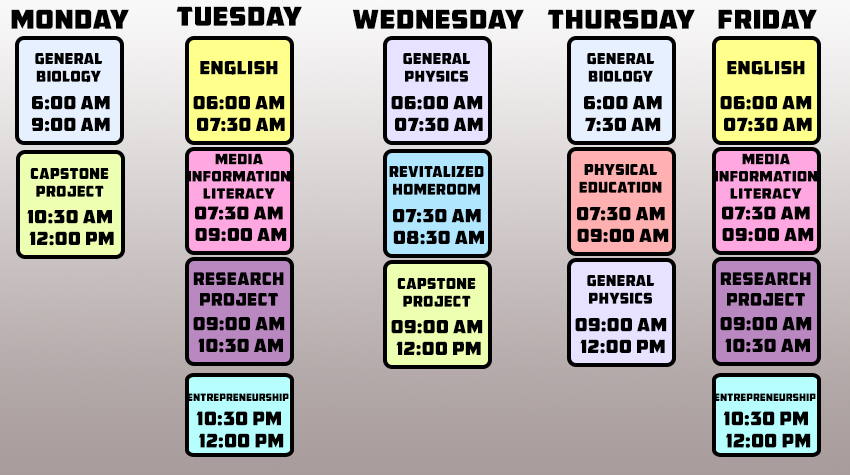 MONDAY
GENERAL
BIOLOGY
6:00 AM
9:00 AM
CAPSTONE
PROJECT
10:30 AM
12:00 PM
TUESDAY
ENGLISH
06:00 AM
07:30 AM
MEDIA
INFORMATION
LITERACY
07:30 AM
09:00 AM
RESEARCH
PROJECT
09:00 AM
10:30 AM
ENTREPRENEURSHIP
10:30 PM
12:00 PM
WEDNESDAY
GENERAL
PHYSICS
06:00 AM
07:30 AM
REVITALIZED
HOMEROOM
07:30 AM
08:30 AM
CAPSTONE
PROJECT
09:00 AM
12:00 PM
THURSDAY
GENERAL
BIOLOGY
6:00 AM
7:30 AM
PHYSICAL
EDUCATION
07:30 AM
09:00 AM
GENERAL
PHYSICS
09:00 AM
12:00 PM
FRIDAY
ENGLISH
06:00 AM
07:30 AM
MEDIA
INFORMATION
LITERACY
07:30 AM
09:00 AM
RESEARCH
PROJECT
09:00 AM
10:30 AM
ENTREPRENEURSHIP
10:30 PM
12:00 PM